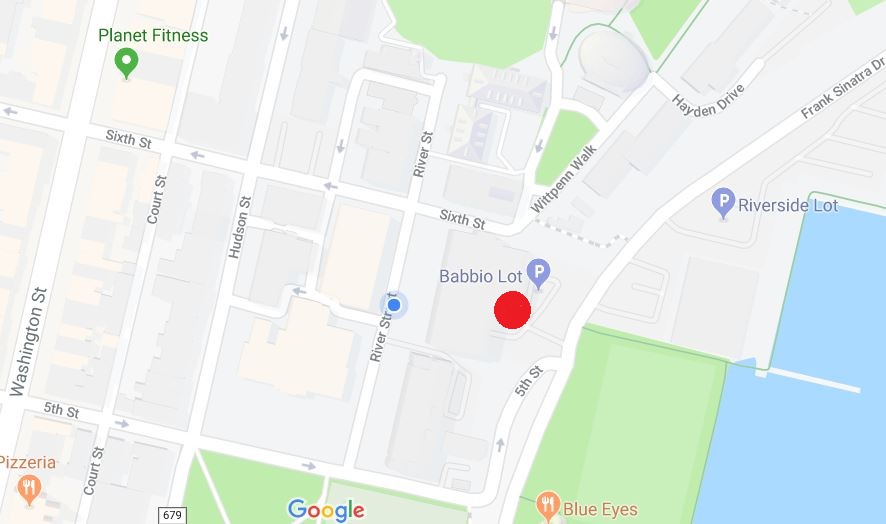 Planet Fitness
Hayden Drive
Frank Sinatra Dr
Sixth St
River St
Court St
Wittpenn Walk
Hudson St
Sixth St
P
Riverside Lot
Babbio Lot
P
Washington St
River Street
5th St
5th St
Court St
Pizzeria
679
Google
Blue Eyes